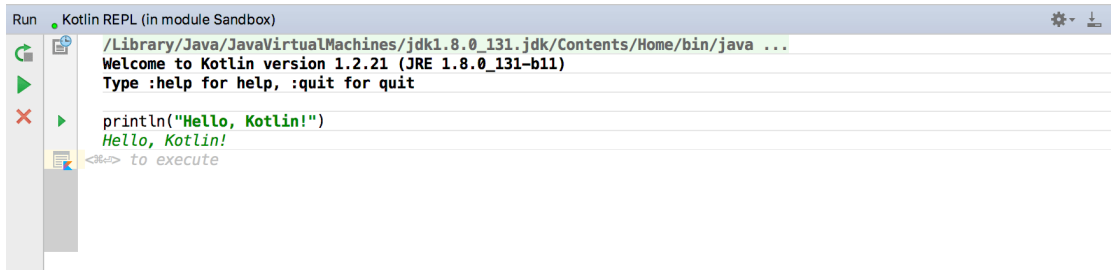 Run Kotlin REPL (in module Sandbox)
/Library/Java/JavaVirtualMachines/jdk1.8.0_131.jdk/Contents/Home/bin/java ...
Welcome to Kotlin version 1.2.21 (JRE 1.8.0_131-b11)
Type :help for help, :quit for quit
println("Hello, Kotlin!")
Hello, Kotlin!
<⌘⏎> to execute